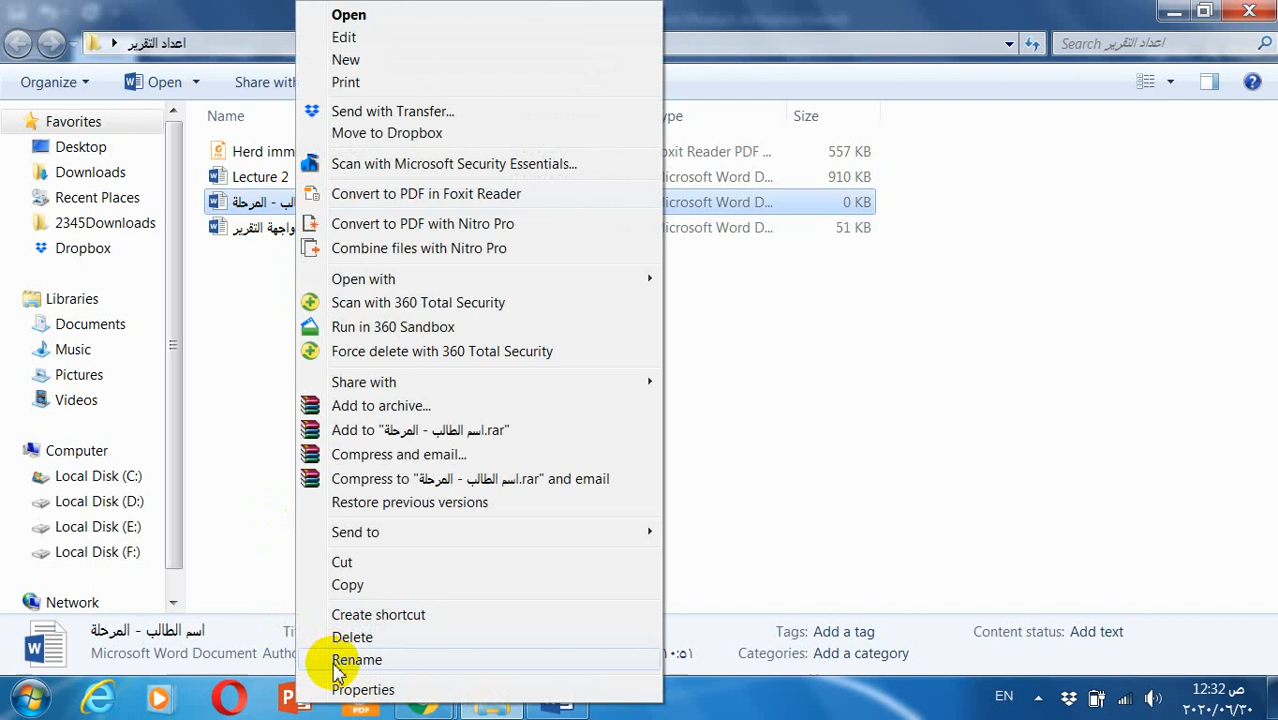 اعداد التقرير
Search اعداد التقرير
Organize
Open
Share with
Name
Size
Favorites
Desktop
Downloads
Recent Places
2345Downloads
Dropbox
Libraries
Documents
Music
Pictures
Videos
Computer
Local Disk (C:)
Local Disk (D:)
Local Disk (E:)
Local Disk (F:)
Network
Herd imm
557 KB
Lecture 2
910 KB
المرحلة -
0 KB
واجهة التقرير
51 KB
Open
Edit
New
Print
Send with Transfer...
Move to Dropbox
Scan with Microsoft Security Essentials...
Convert to PDF in Foxit Reader
Convert to PDF with Nitro Pro
Combine files with Nitro Pro
Open with
Scan with 360 Total Security
Run in 360 Sandbox
Force delete with 360 Total Security
Share with
Add to archive...
Add to "اسم الطالب - المرحلة.rar"
Compress and email...
Compress to "اسم الطالب - المرحلة.rar" and email
Restore previous versions
Send to
Cut
Copy
Create shortcut
Delete
Rename
Properties
اسم الطالب - المرحلة
Microsoft Word Document
Tags: Add a tag
Categories: Add a category
Content status: Add text
EN
12:32 ص
٢٠٢٠/٠٦/٣٠